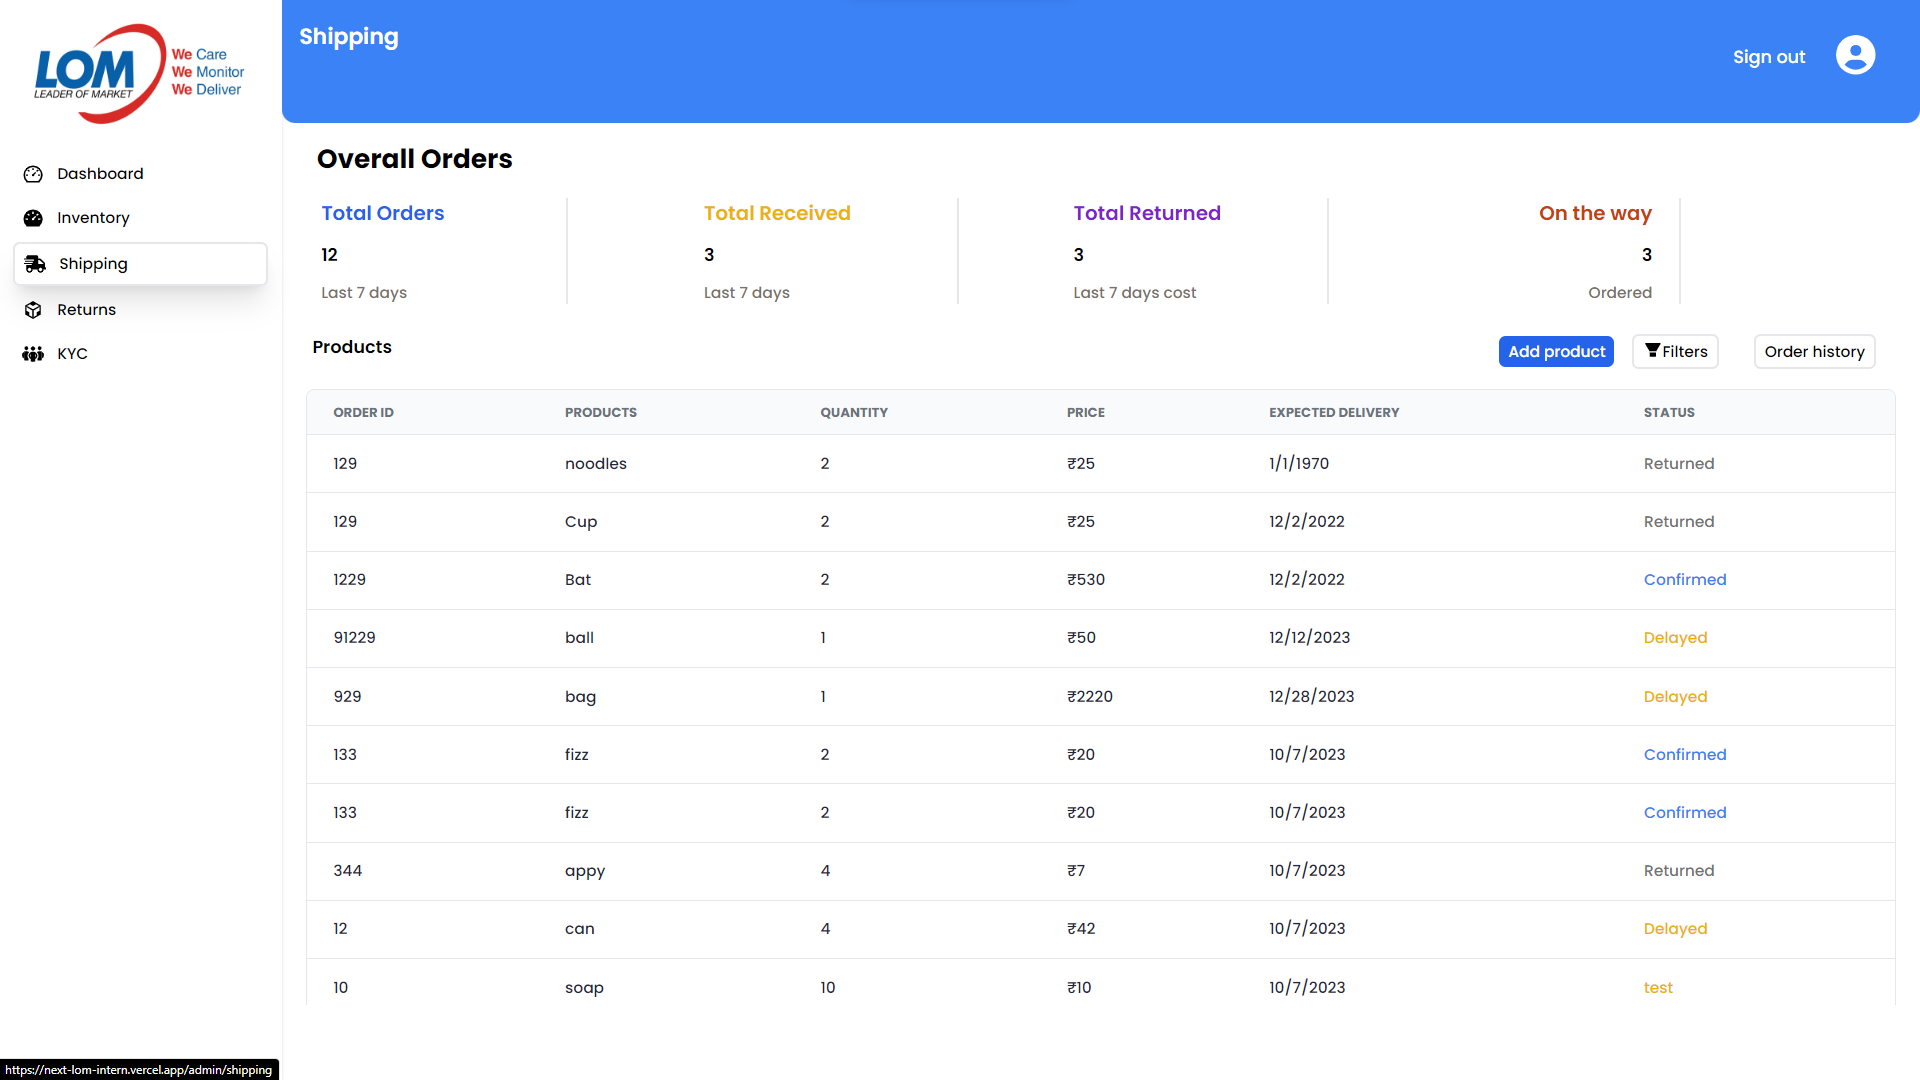 LOM
LEADER OF MARKET
We Care
We Monitor
We Deliver
Shipping
Sign out
Dashboard
Inventory
Shipping
Returns
KYC
Overall Orders
Total Orders Total Received Total Returned On the way
12 3 3 3
Last 7 days Last 7 days Last 7 days cost Ordered
Products Add product Filters Order history
ORDER ID PRODUCTS QUANTITY PRICE EXPECTED DELIVERY STATUS
129 noodles 2 ₹25 1/1/1970 Returned
129 Cup 2 ₹25 12/2/2022 Returned
1229 Bat 2 ₹530 12/2/2022 Confirmed
91229 ball 1 ₹50 12/12/2023 Delayed
929 bag 1 ₹2220 12/28/2023 Delayed
133 fizz 2 ₹20 10/7/2023 Confirmed
133 fizz 2 ₹20 10/7/2023 Confirmed
344 appy 4 ₹7 10/7/2023 Returned
12 can 4 ₹42 10/7/2023 Delayed
10 soap 10 ₹10 10/7/2023 test
https://next-lom-intern.vercel.app/admin/shipping